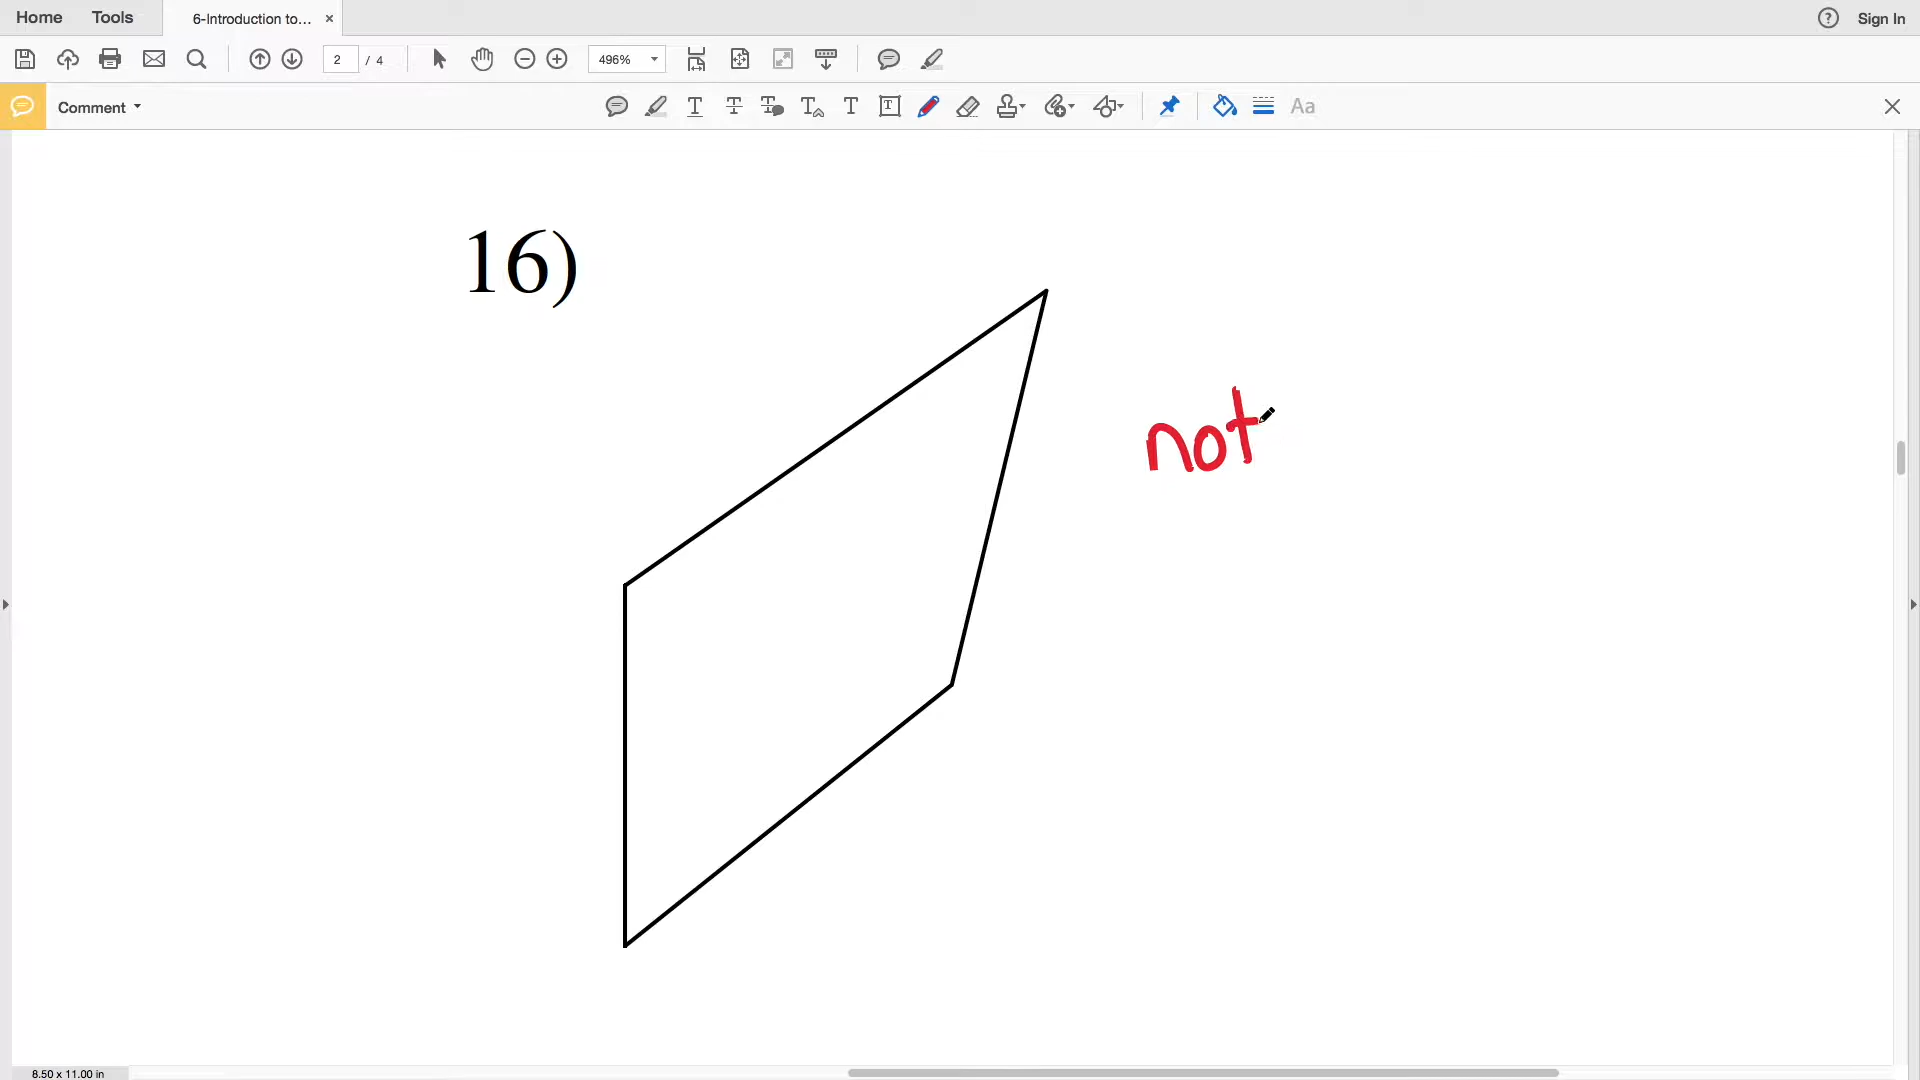 Home Tools 6-Introduction to... × ? Sign In
2 / 4 496%
Comment Aa
16)
not
8.50 x 11.00 in